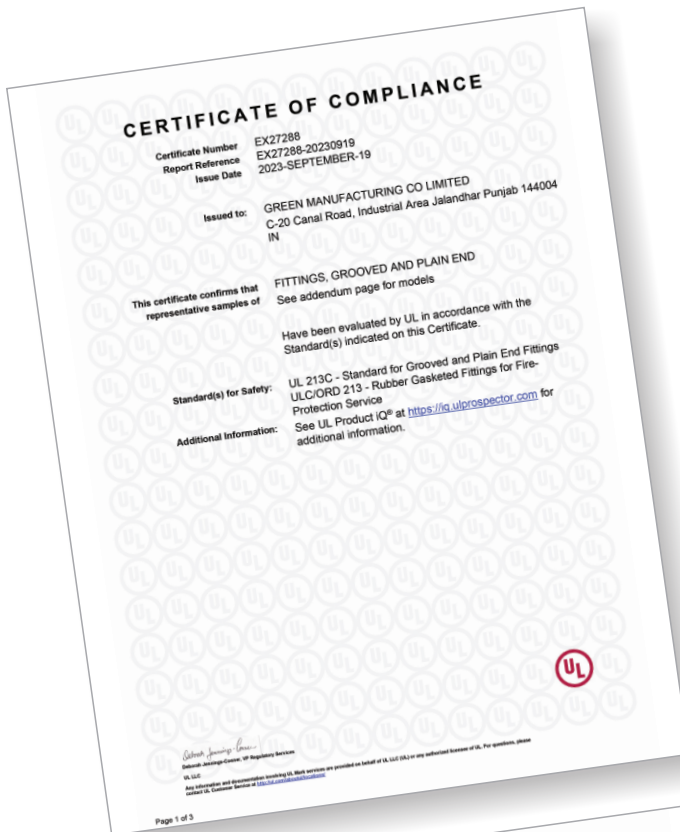 CERTIFICATE OF COMPLIANCE
Certificate Number EX27288
Report Reference EX27288-20230919
Issue Date 2023-SEPTEMBER-19
Issued to: GREEN MANUFACTURING CO LIMITED
C-20 Canal Road, Industrial Area Jalandhar Punjab 144004
IN
This certificate confirms that FITTINGS, GROOVED AND PLAIN END
representative samples of See addendum page for models
Have been evaluated by UL in accordance with the
Standard(s) indicated on this Certificate.
Standard(s) for Safety: UL 213C - Standard for Grooved and Plain End Fittings
ULC/ORD 213 - Rubber Gasketed Fittings for Fire-
Protection Service
Additional Information: See UL Product iQ® at https://iq.ulprospector.com for
additional information.
UL
Deborah Jennings-Conner, VP Regulatory Services
UL LLC
Any information and documentation involving UL Mark services are provided on behalf of UL LLC (UL) or any authorized licensee of UL. For questions, please
contact UL Customer Service at
Page 1 of 3